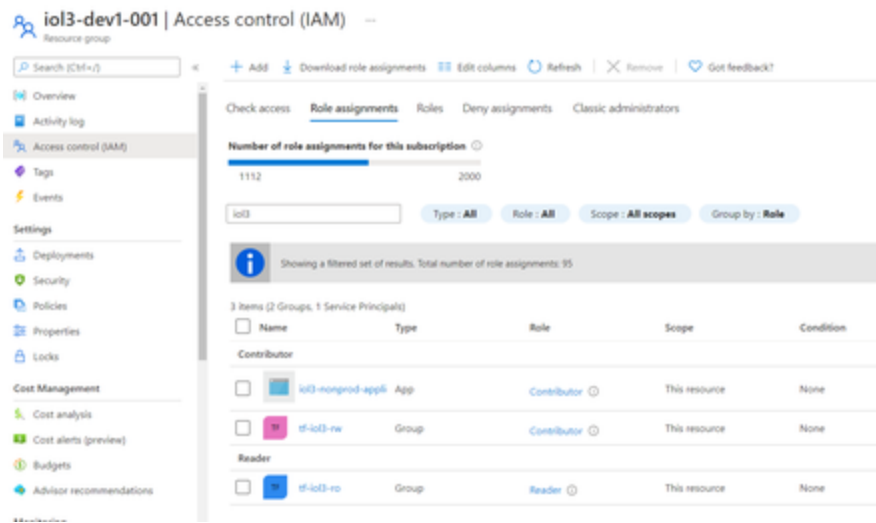 iol3-dev1-001 | Access control (IAM) ...
Resource group
Search (Ctrl+/)
«
Add
Download role assignments
Edit columns
Refresh
Remove
Got feedback?
Overview
Activity log
Access control (IAM)
Tags
Events
Settings
Deployments
Security
Policies
Properties
Locks
Cost Management
Cost analysis
Cost alerts (preview)
Budgets
Advisor recommendations
Monitoring
Check access Role assignments Roles Deny assignments Classic administrators
Number of role assignments for this subscription
1112 2000
iol3 Type : All Role : All Scope : All scopes Group by : Role
Showing a filtered set of results. Total number of role assignments: 95
3 items (2 Groups, 1 Service Principals)
Name Type Role Scope Condition
Contributor
iol3-nonprod-appli App Contributor This resource None
TF tf-iol3-rw Group Contributor This resource None
Reader
TF tf-iol3-ro Group Reader This resource None